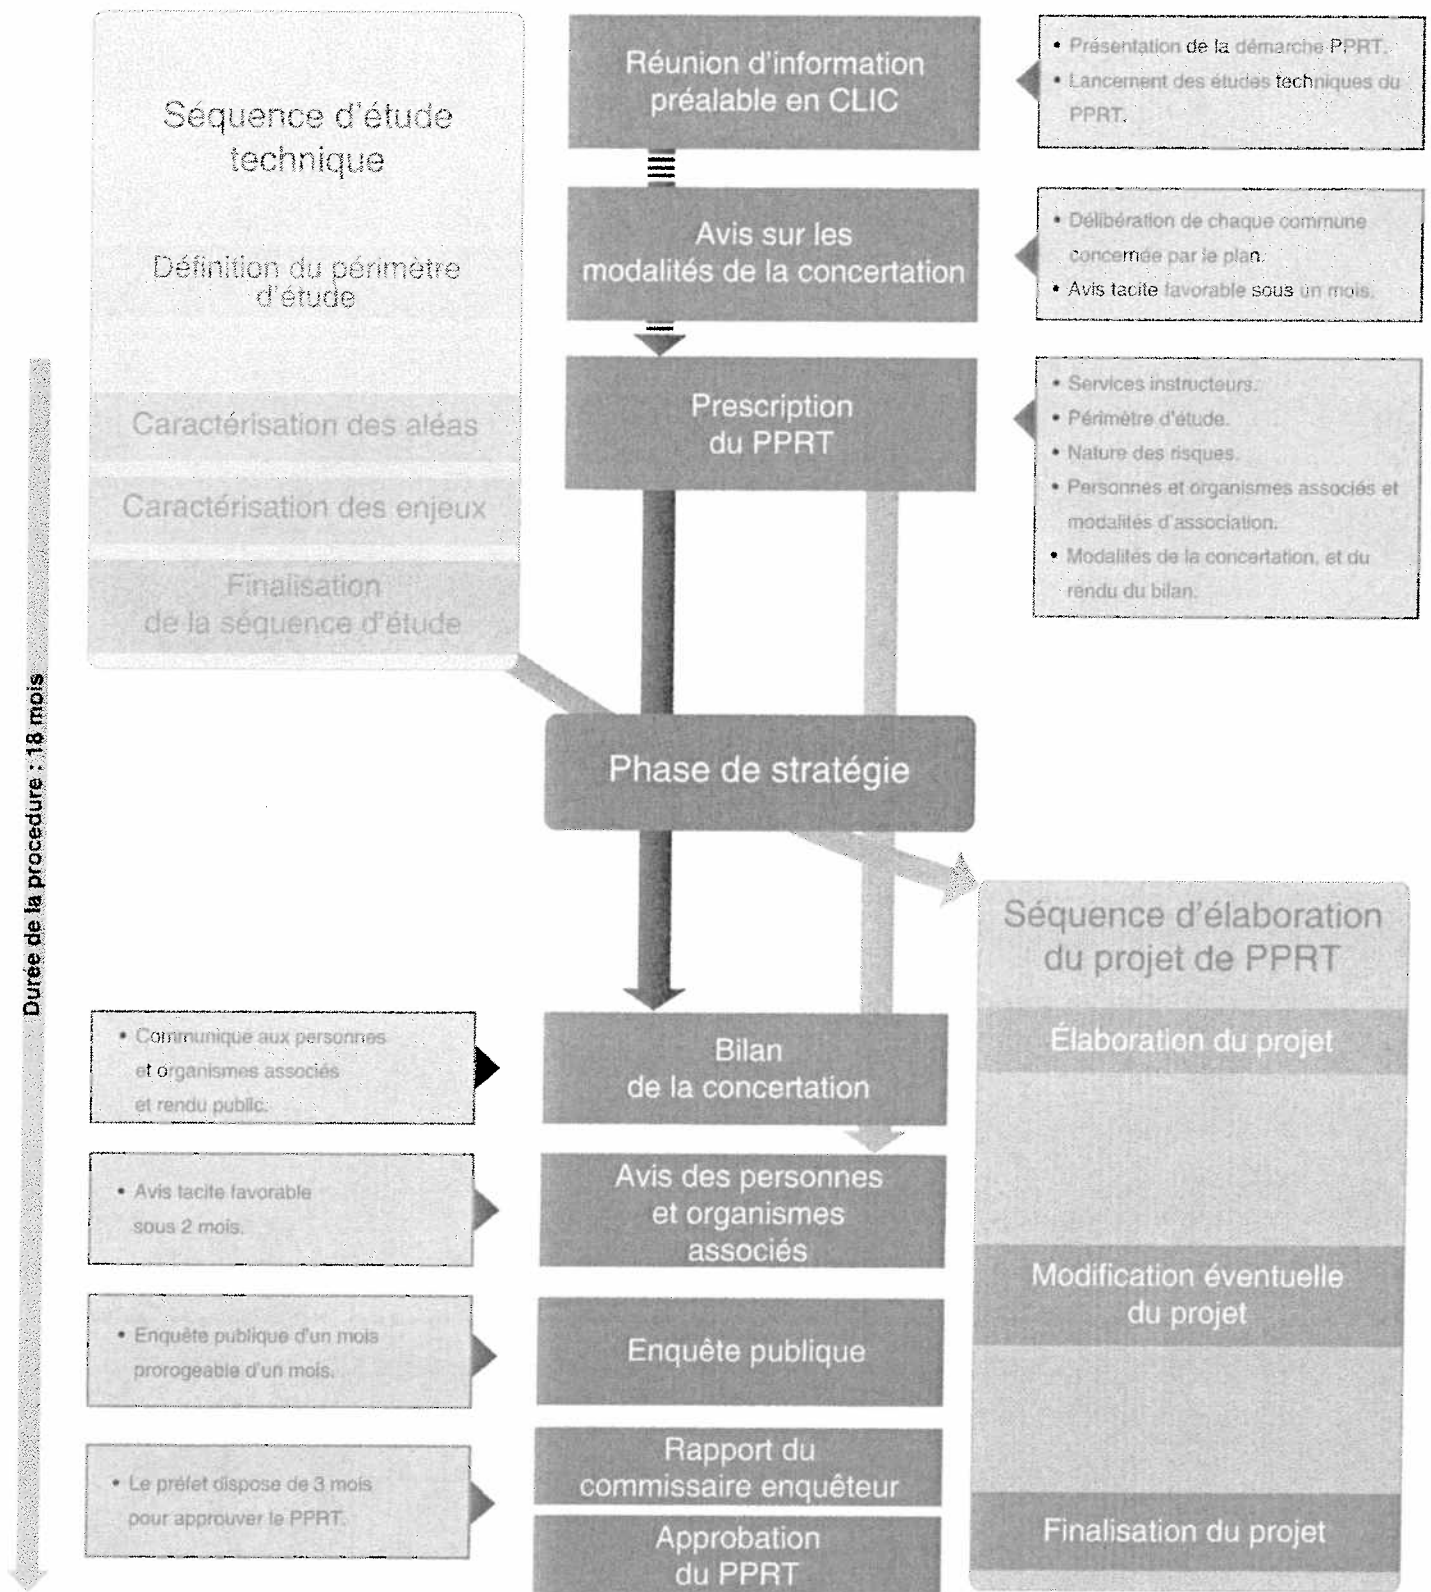 Séquence d'étude
technique
Définition du périmètre
d'étude
Caractérisation des aléas
Caractérisation des enjeux
Finalisation
de la séquence d'étude
Réunion d'information
préalable en CLIC
• Présentation de la démarche PPRT.
• Lancement des études techniques du
PPRT.
Avis sur les
modalités de la concertation
• Délibération de chaque commune
concernée par le plan.
• Avis tacite favorable sous un mois.
Prescription
du PPRT
• Services instructeurs.
• Périmètre d'étude.
• Nature des risques.
• Personnes et organismes associés et
modalités d'association.
• Modalités de la concertation, et du
rendu du bilan.
Durée de la procedure : 18 mois
Phase de stratégie
Séquence d'élaboration
du projet de PPRT
Élaboration du projet
Modification éventuelle
du projet
Finalisation du projet
• Communique aux personnes
et organismes associés
et rendu public.
Bilan
de la concertation
• Avis tacite favorable
sous 2 mois.
Avis des personnes
et organismes
associés
• Enquête publique d'un mois
prorogeable d'un mois.
Enquête publique
• Le préfet dispose de 3 mois
pour approuver le PPRT.
Rapport du
commissaire enquêteur
Approbation
du PPRT